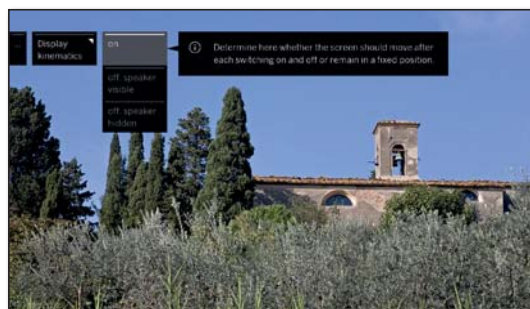 ...
Display
kinematics
on
Determine here whether the screen should move after
each switching on and off or remain in a fixed position.
off: speaker
visible
off: speaker
hidden